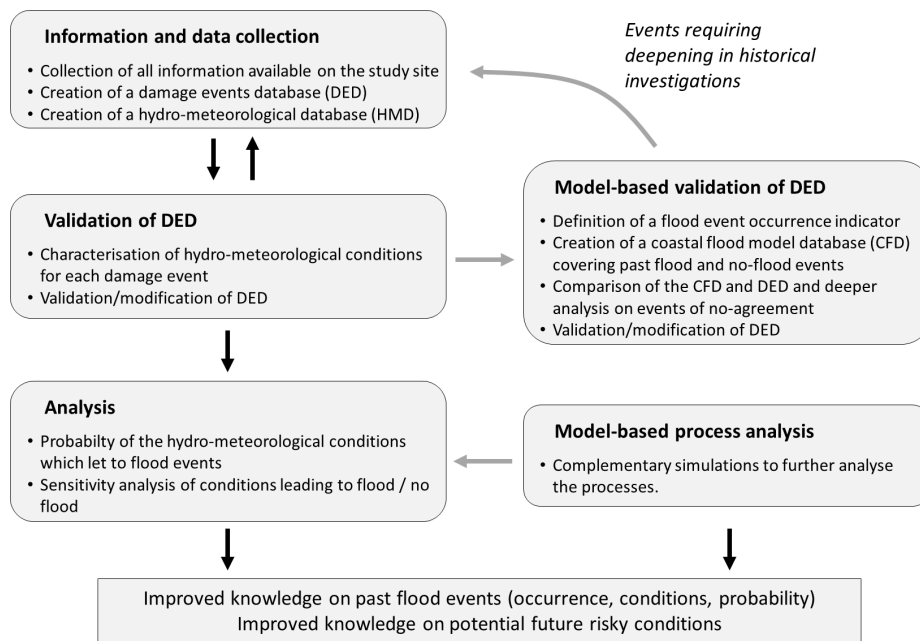 Information and data collection
• Collection of all information available on the study site
• Creation of a damage events database (DED)
• Creation of a hydro-meteorological database (HMD)
Events requiring
deepening in historical
investigations
Validation of DED
• Characterisation of hydro-meteorological conditions
for each damage event
• Validation/modification of DED
Model-based validation of DED
• Definition of a flood event occurrence indicator
• Creation of a coastal flood model database (CFD)
covering past flood and no-flood events
• Comparison of the CFD and DED and deeper
analysis on events of no-agreement
• Validation/modification of DED
Analysis
• Probabilty of the hydro-meteorological conditions
which let to flood events
• Sensitivity analysis of conditions leading to flood / no
flood
Model-based process analysis
• Complementary simulations to further analyse
the processes.
Improved knowledge on past flood events (occurrence, conditions, probability)
Improved knowledge on potential future risky conditions